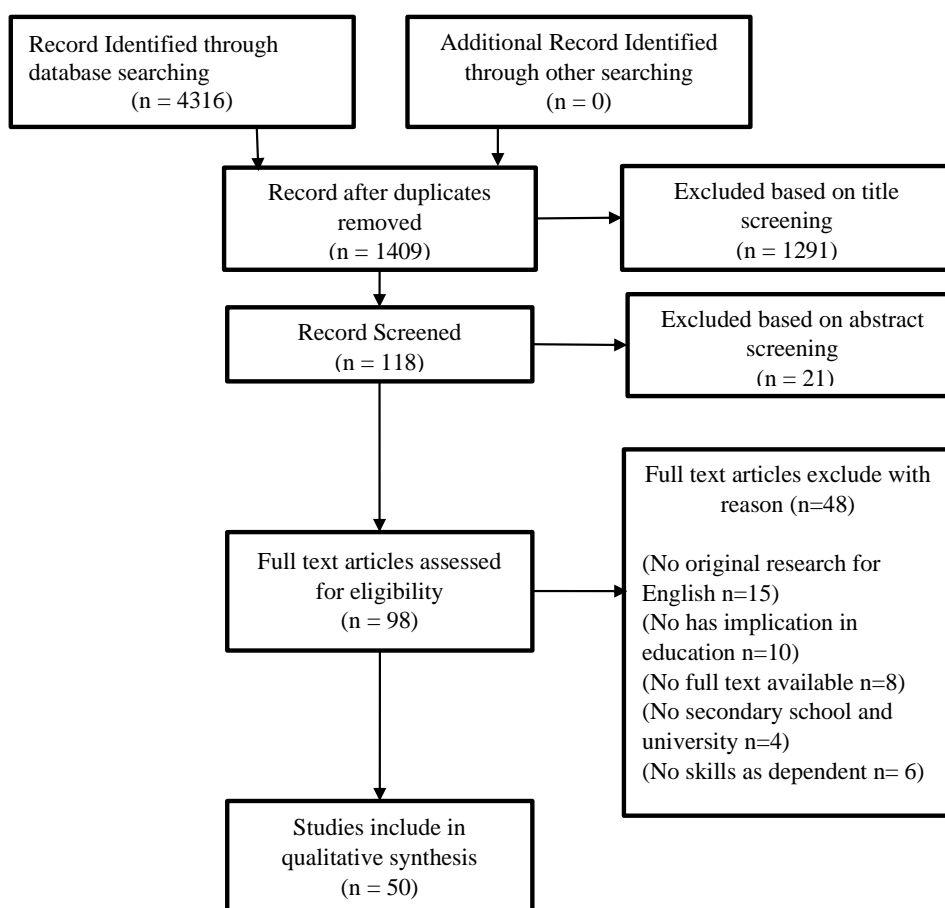 Record Identified through
database searching
(n = 4316)
Additional Record Identified
through other searching
(n = 0)
Record after duplicates
removed
(n = 1409)
Excluded based on title
screening
(n = 1291)
Record Screened
(n = 118)
Excluded based on abstract
screening
(n = 21)
Full text articles assessed
for eligibility
(n = 98)
Full text articles exclude with
reason (n=48)
(No original research for
English n=15)
(No has implication in
education n=10)
(No full text available n=8)
(No secondary school and
university n=4)
(No skills as dependent n= 6)
Studies include in
qualitative synthesis
(n = 50)